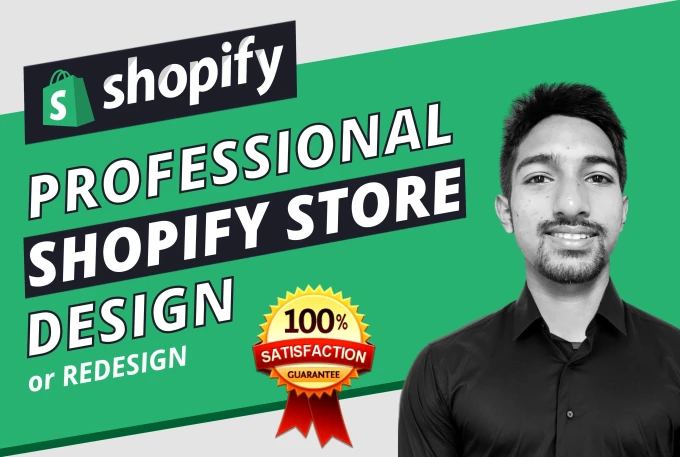 shopify
PROFESSIONAL
SHOPIFY STORE
DESIGN
or REDESIGN
100%
SATISFACTION
GUARANTEE